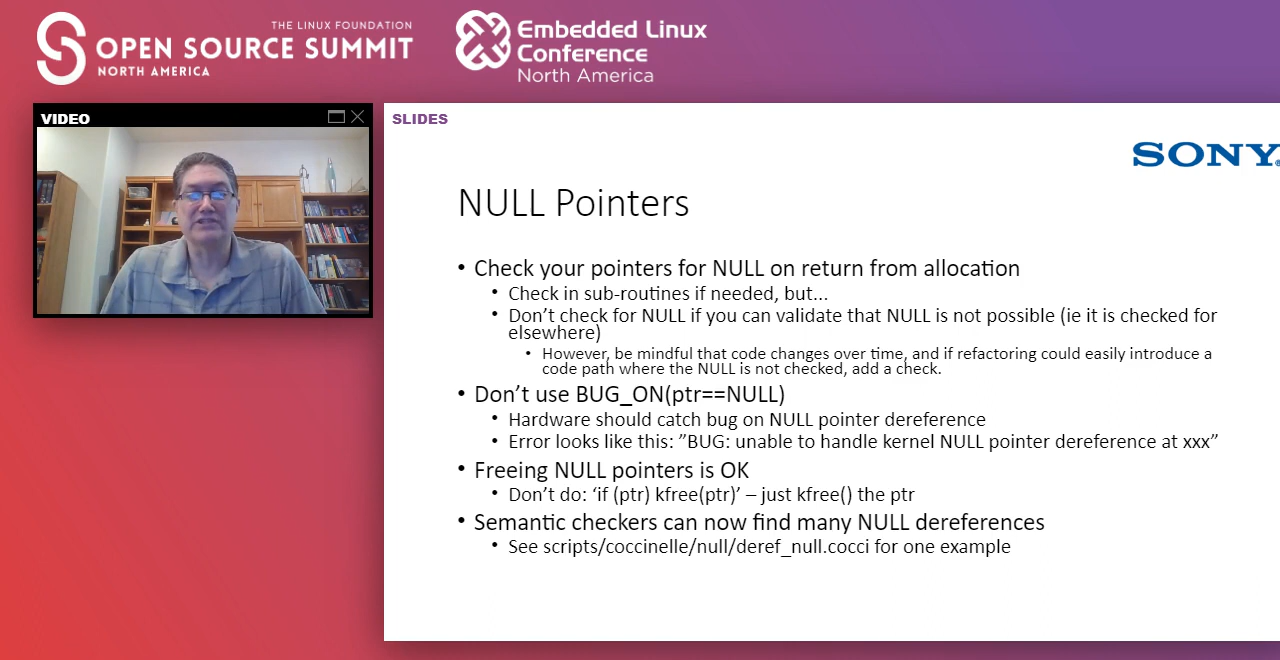 THE LINUX FOUNDATION
OPEN SOURCE SUMMIT
NORTH AMERICA
Embedded Linux
Conference
North America
VIDEO
SLIDES
SONY
NULL Pointers
• Check your pointers for NULL on return from allocation
• Check in sub-routines if needed, but...
• Don’t check for NULL if you can validate that NULL is not possible (ie it is checked for
elsewhere)
• However, be mindful that code changes over time, and if refactoring could easily introduce a
code path where the NULL is not checked, add a check.
• Don’t use BUG_ON(ptr==NULL)
• Hardware should catch bug on NULL pointer dereference
• Error looks like this: ”BUG: unable to handle kernel NULL pointer dereference at xxx”
• Freeing NULL pointers is OK
• Don’t do: ‘if (ptr) kfree(ptr)’ – just kfree() the ptr
• Semantic checkers can now find many NULL dereferences
• See scripts/coccinelle/null/deref_null.cocci for one example